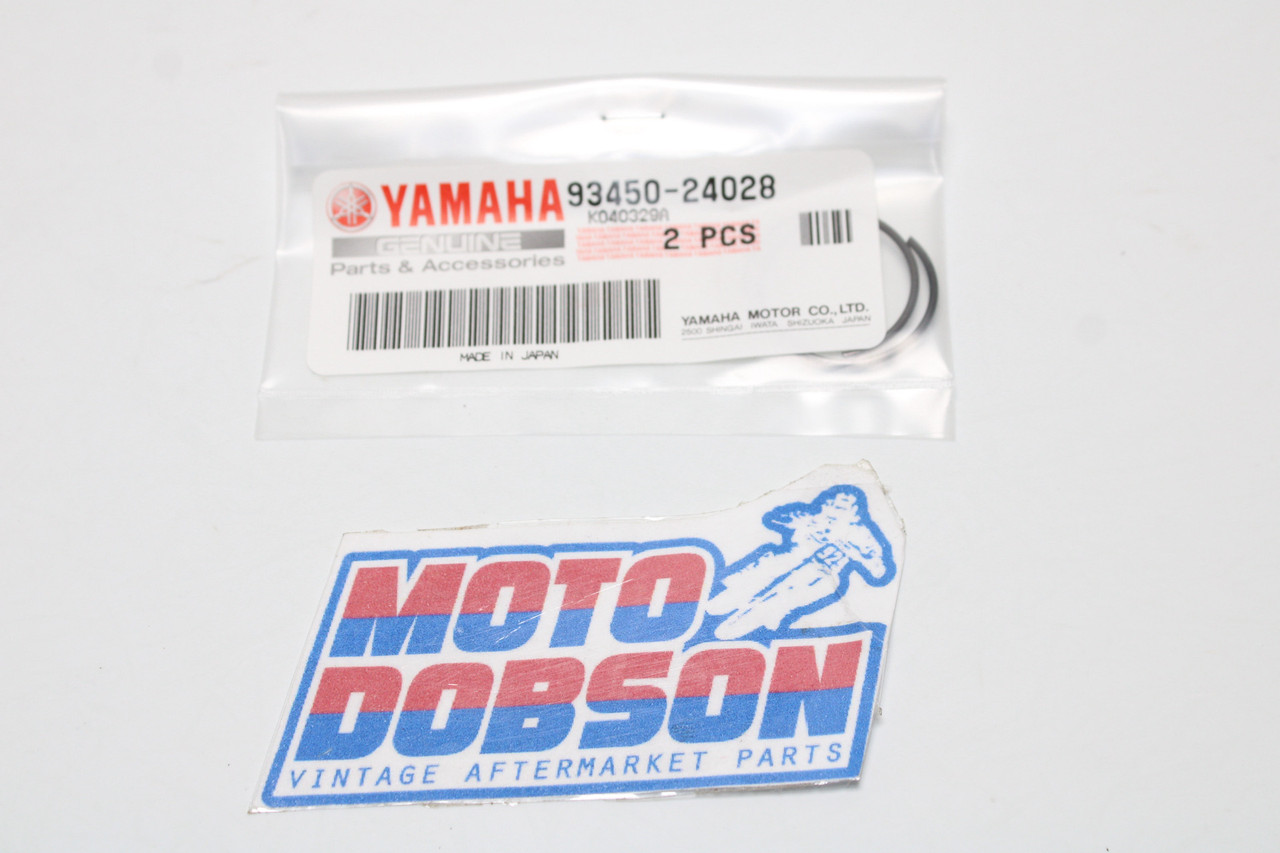 YAMAHA 93450-24028
K040329A
GENUINE 2 PCS
Parts & Accessories
YAMAHA MOTOR CO.,LTD.
2500 SHINGAI IWATA SHIZUOKA JAPAN
MADE IN JAPAN
MOTO
DOBSON
VINTAGE AFTERMARKET PARTS